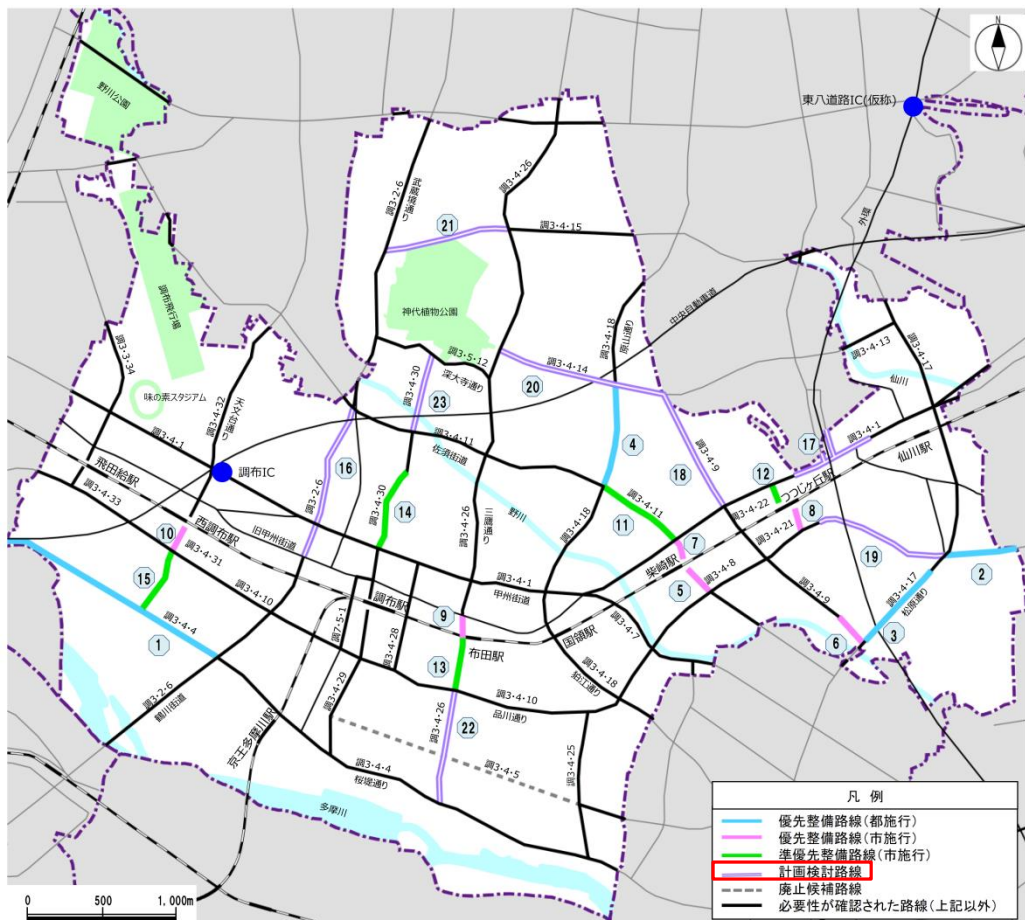 野川公園
東八道路IC(仮称)
調3・2・6
武蔵境通り
調3・4・26
21
調3・4・15
外環
調布飛行場
神代植物公園
中央自動車道
調3・4・18
原山通り
調3・4・13
調3・4・17
仙川
調3・3・34
調3・5・12
深大寺通り
調3・4・14
20
調3・4・30
23
味の素スタジアム
調3・4・32
天文台通り
調3・4・1
調3・4・11
佐須街道
4
17
調3・4・1
仙川駅
調布IC
16
調3・2・6
18
調3・4・9
12
つつじヶ丘駅
飛田給駅
調3・4・33
調3・4・30
14
調3・4・26
三鷹通り
野川
調3・4・18
11
調3・4・11
調3・4・22
8
調3・4・21
西調布駅
10
旧甲州街道
7
柴崎駅
19
調3・4・31
15
調3・4・10
調布駅
調3・4・1
甲州街道
5
調3・4・8
2
調3・4・17
松原通り
調3・4・4
1
調7・5・1
調3・4・28
9
布田駅
国領駅
調3・4・7
調3・4・9
6
3
13
調3・4・18
狛江通り
調3・2・6
鶴川街道
調3・4・29
調3・4・10
品川通り
京王多摩川駅
調3・4・26
22
調3・4・25
調3・4・4
桜堤通り
調3・4・5
多摩川
凡 例
優先整備路線(都施行)
優先整備路線(市施行)
準優先整備路線(市施行)
計画検討路線
廃止候補路線
必要性が確認された路線(上記以外)
0 500 1,000m